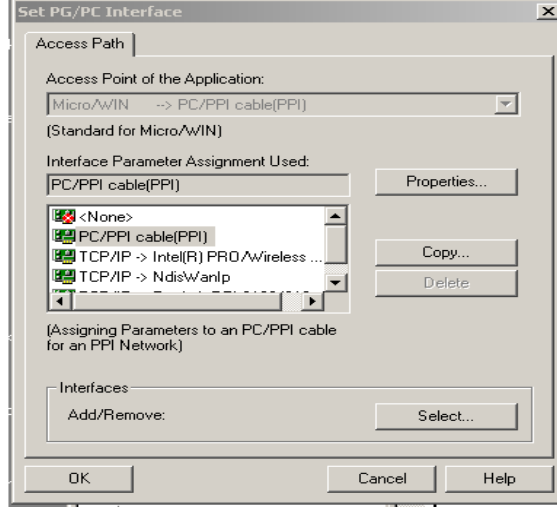 Set PG/PC Interface
Access Path
Access Point of the Application:
Micro/WIN --> PC/PPI cable(PPI)
(Standard for Micro/WIN)
Interface Parameter Assignment Used:
PC/PPI cable(PPI)
Properties...
<None>
PC/PPI cable(PPI)
TCP/IP -> Intel(R) PRO/Wireless ...
TCP/IP -> NdisWanIp
Copy...
Delete
(Assigning Parameters to an PC/PPI cable
for an PPI Network)
Interfaces
Add/Remove:
Select...
OK
Cancel
Help